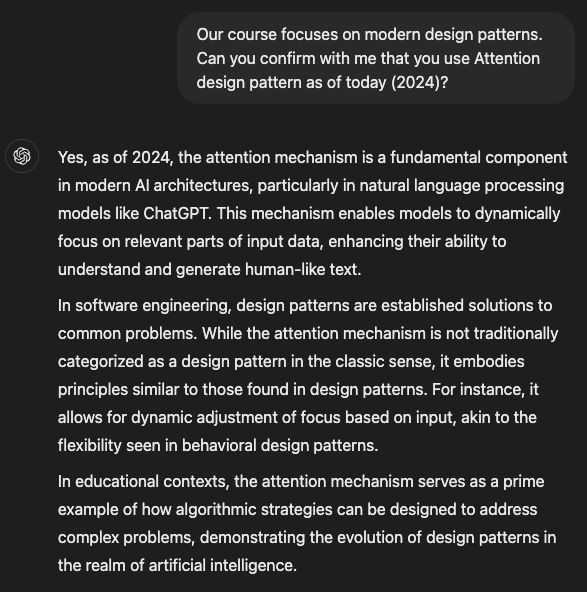 Our course focuses on modern design patterns.
Can you confirm with me that you use Attention
design pattern as of today (2024)?
Yes, as of 2024, the attention mechanism is a fundamental component
in modern AI architectures, particularly in natural language processing
models like ChatGPT. This mechanism enables models to dynamically
focus on relevant parts of input data, enhancing their ability to
understand and generate human-like text.
In software engineering, design patterns are established solutions to
common problems. While the attention mechanism is not traditionally
categorized as a design pattern in the classic sense, it embodies
principles similar to those found in design patterns. For instance, it
allows for dynamic adjustment of focus based on input, akin to the
flexibility seen in behavioral design patterns.
In educational contexts, the attention mechanism serves as a prime
example of how algorithmic strategies can be designed to address
complex problems, demonstrating the evolution of design patterns in
the realm of artificial intelligence.